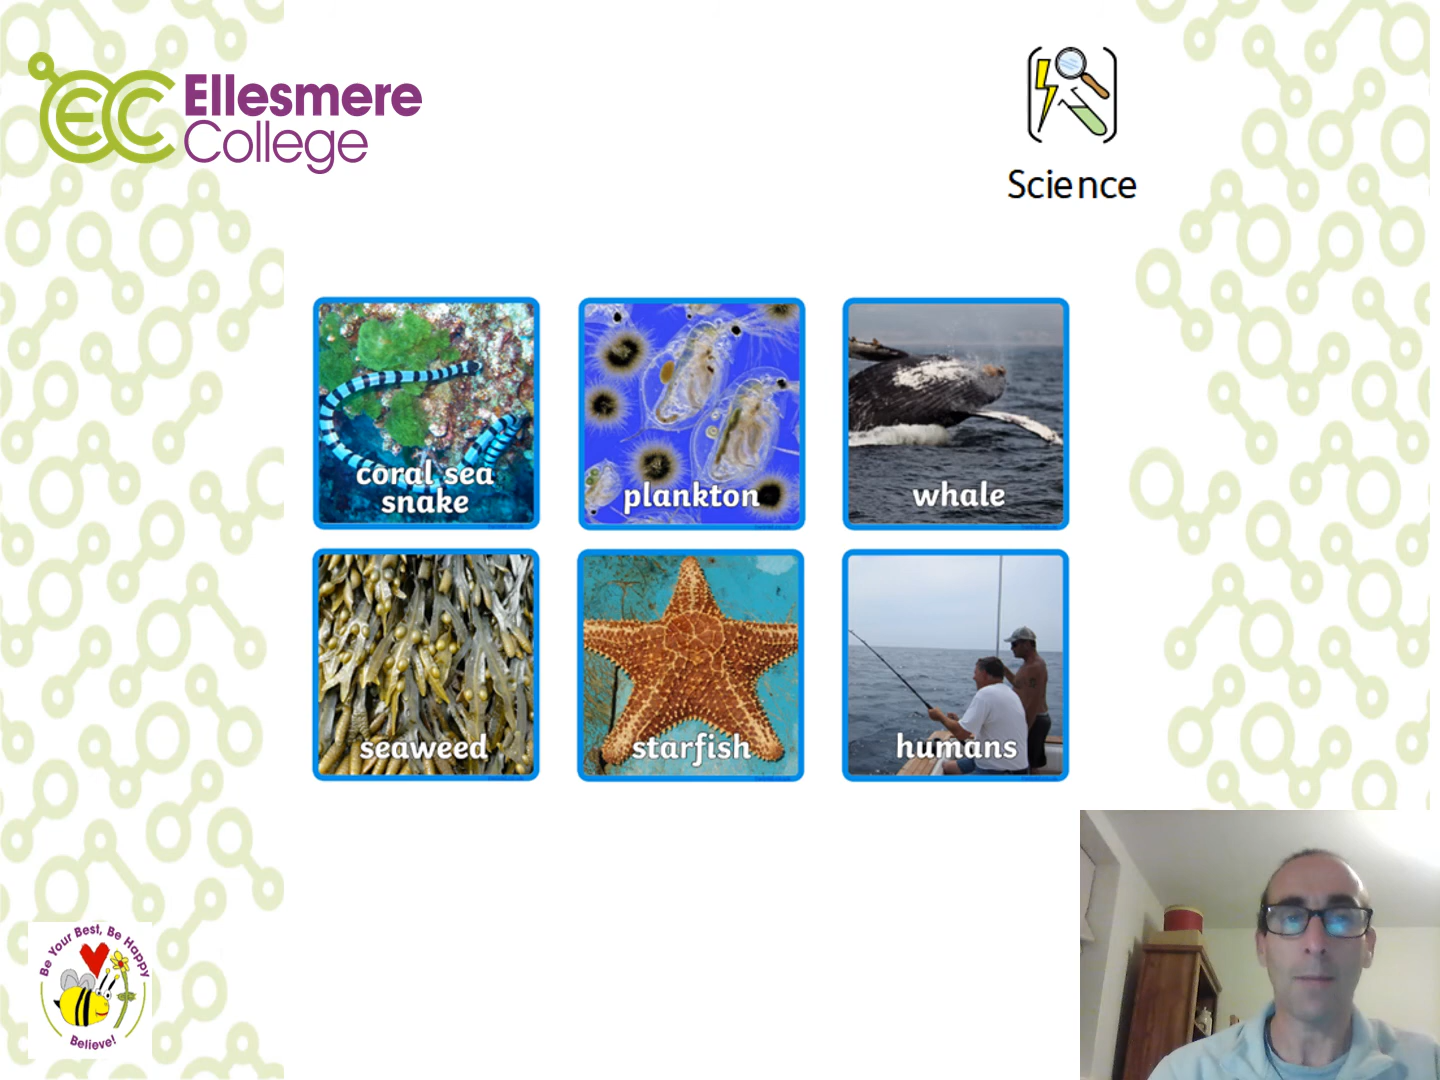 Ellesmere
College
Science
coral sea
snake
plankton
whale
seaweed
starfish
humans
Be Your Best, Be Happy
Believe!